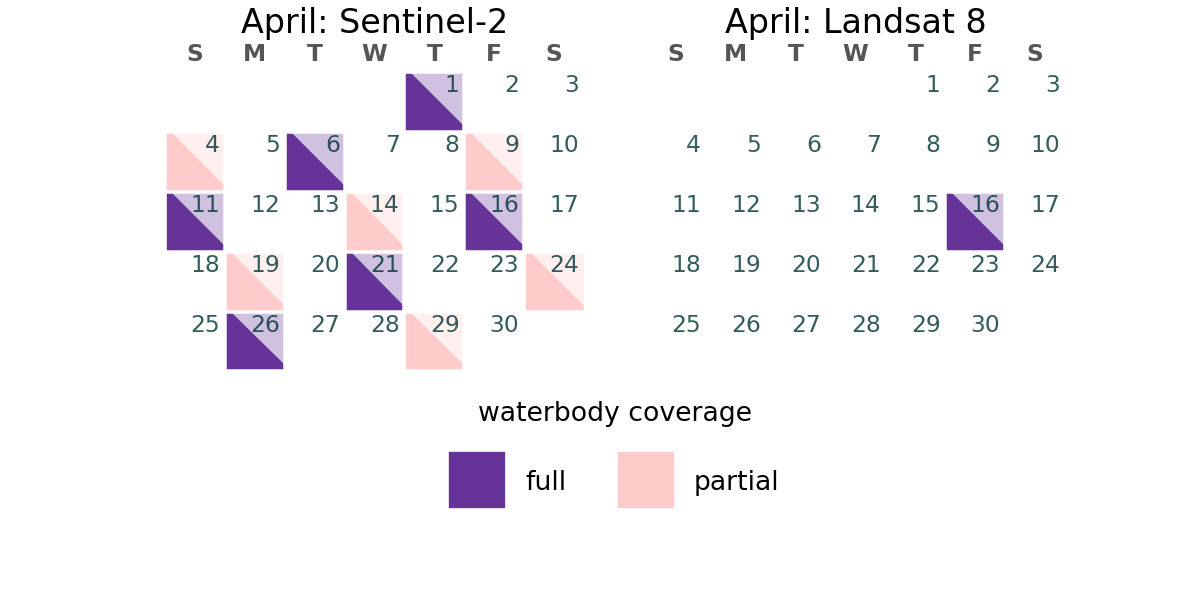 April: Sentinel-2
S M T W T F S
1 2 3
4 5 6 7 8 9 10
11 12 13 14 15 16 17
18 19 20 21 22 23 24
25 26 27 28 29 30
April: Landsat 8
S M T W T F S
1 2 3
4 5 6 7 8 9 10
11 12 13 14 15 16 17
18 19 20 21 22 23 24
25 26 27 28 29 30
waterbody coverage
full partial